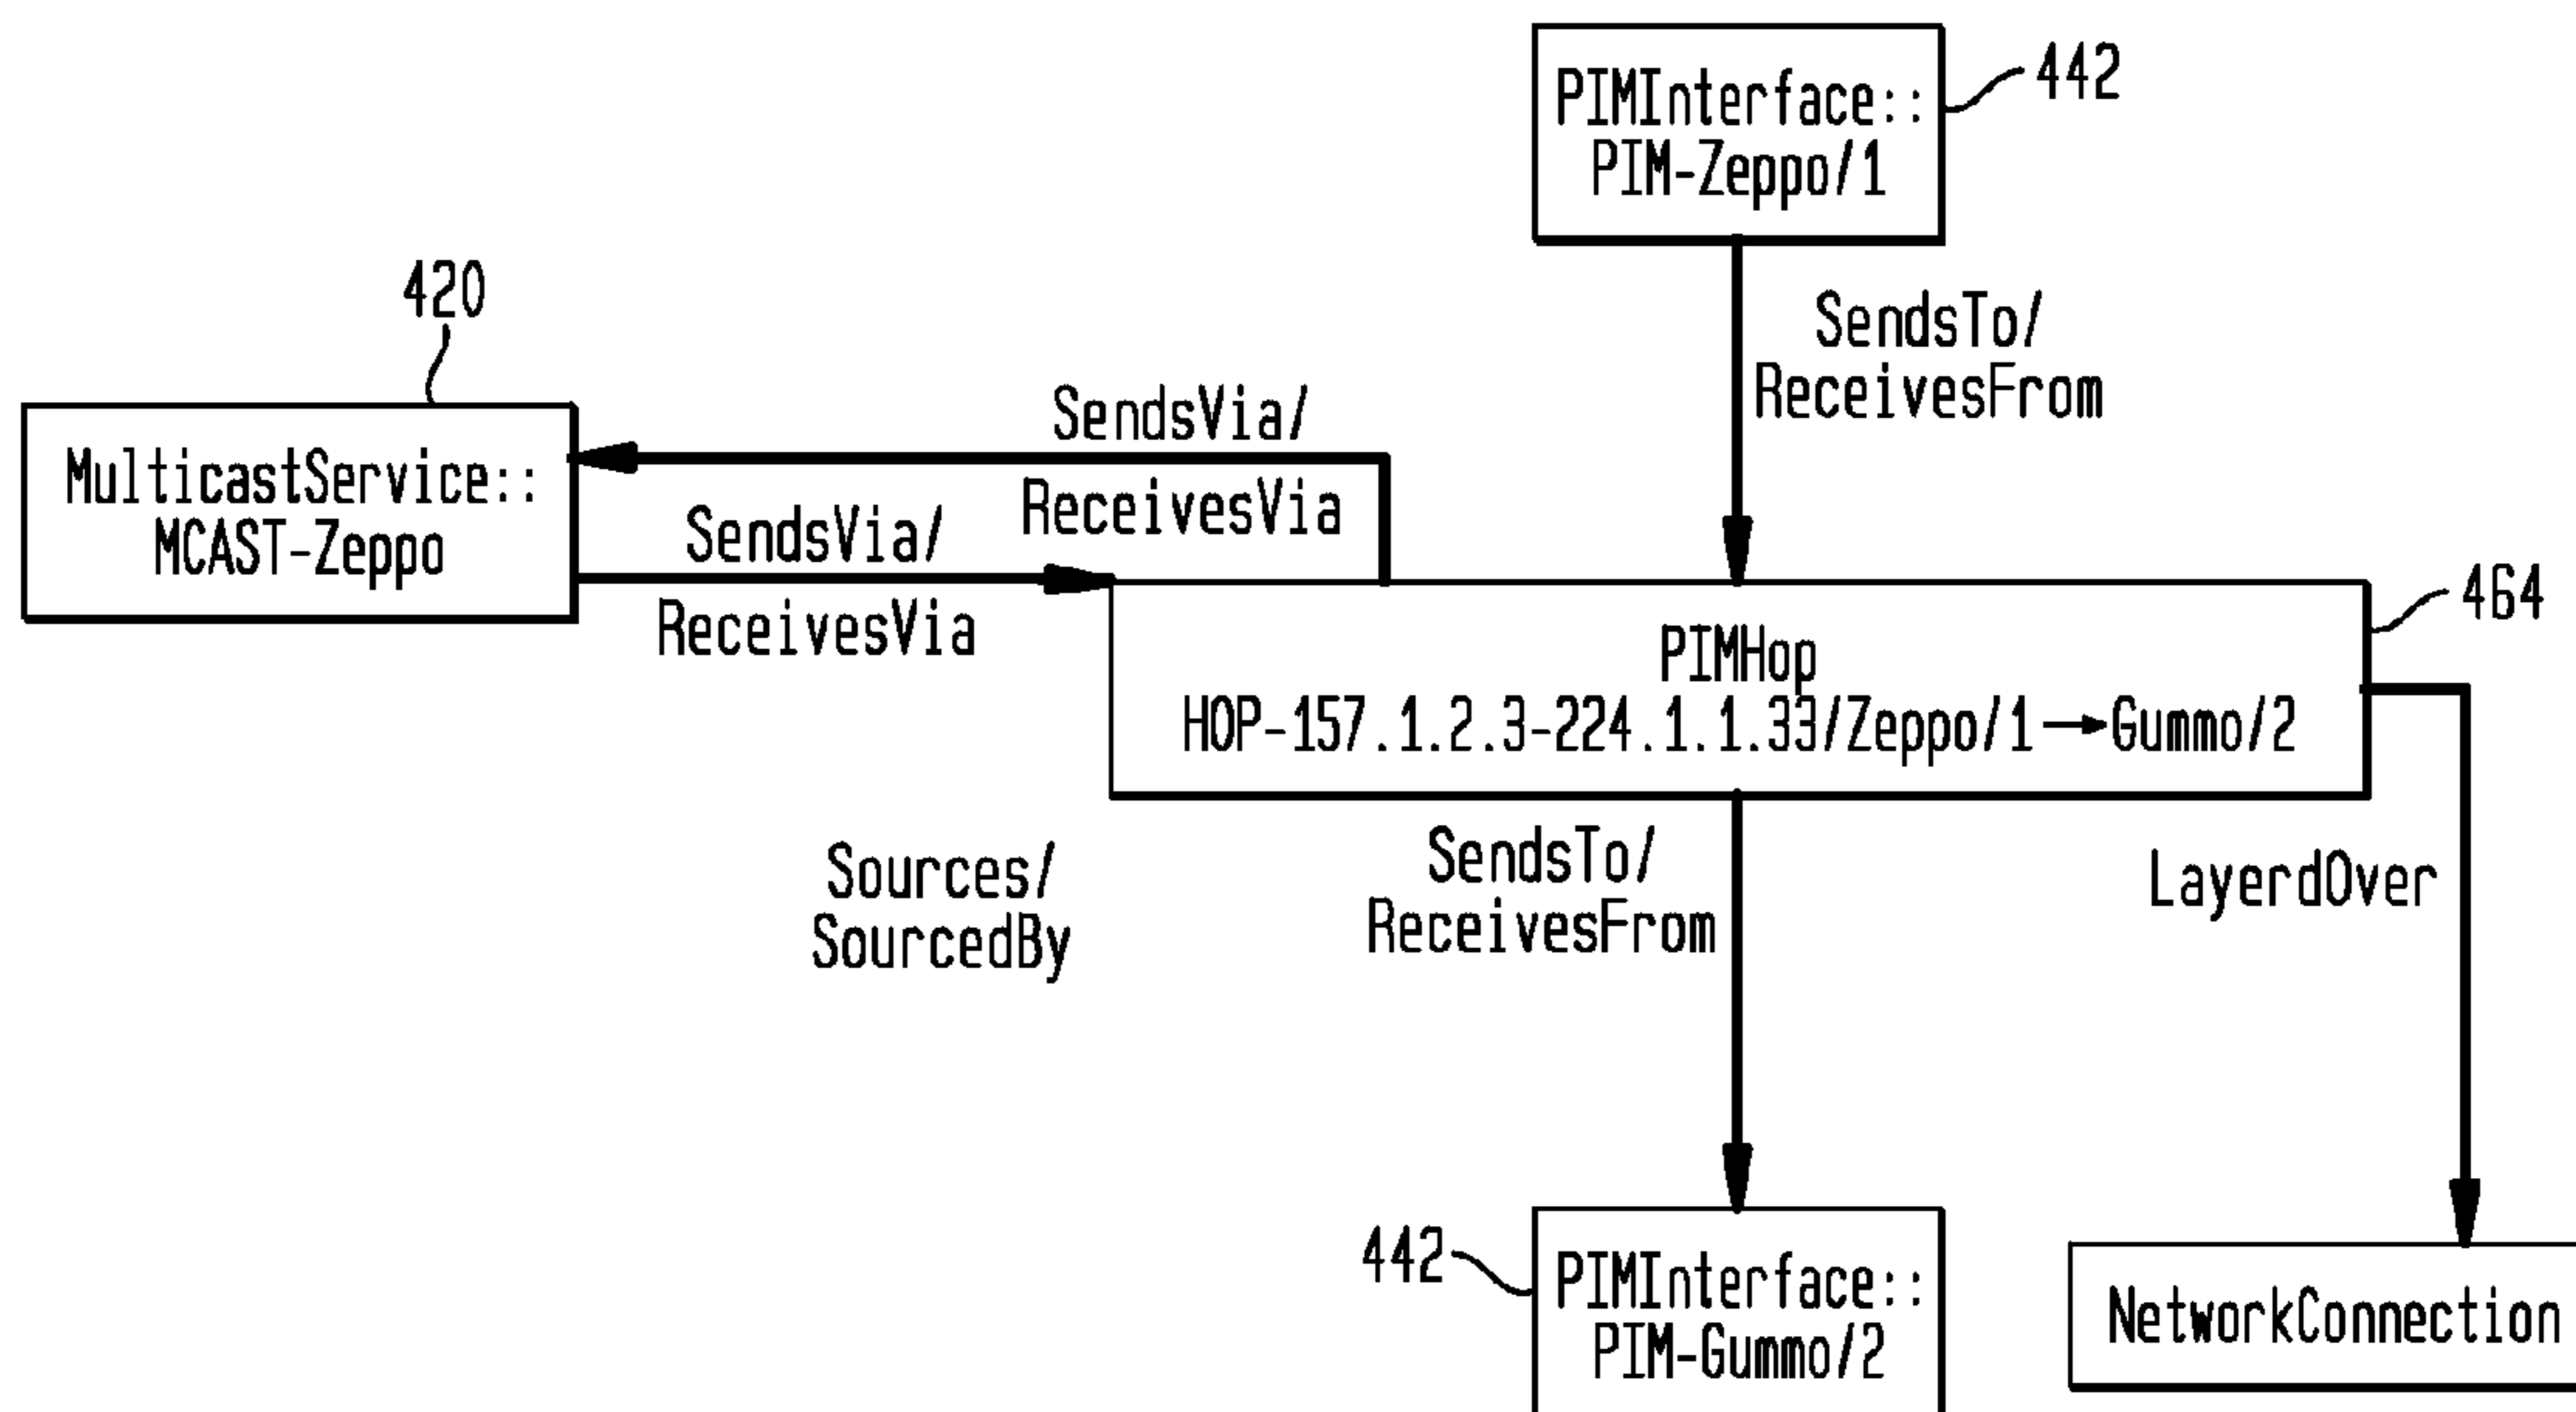 PIMInterface::
PIM-Zeppo/1
442
420
SendsTo/
ReceivesFrom
MulticastService::
MCAST-Zeppo
SendsVia/
ReceivesVia
SendsVia/
ReceivesVia
464
PIMHop
HOP-157.1.2.3-224.1.1.33/Zeppo/1→Gummo/2
Sources/
SourcedBy
SendsTo/
ReceivesFrom
LayerdOver
442
PIMInterface::
PIM-Gummo/2
NetworkConnection